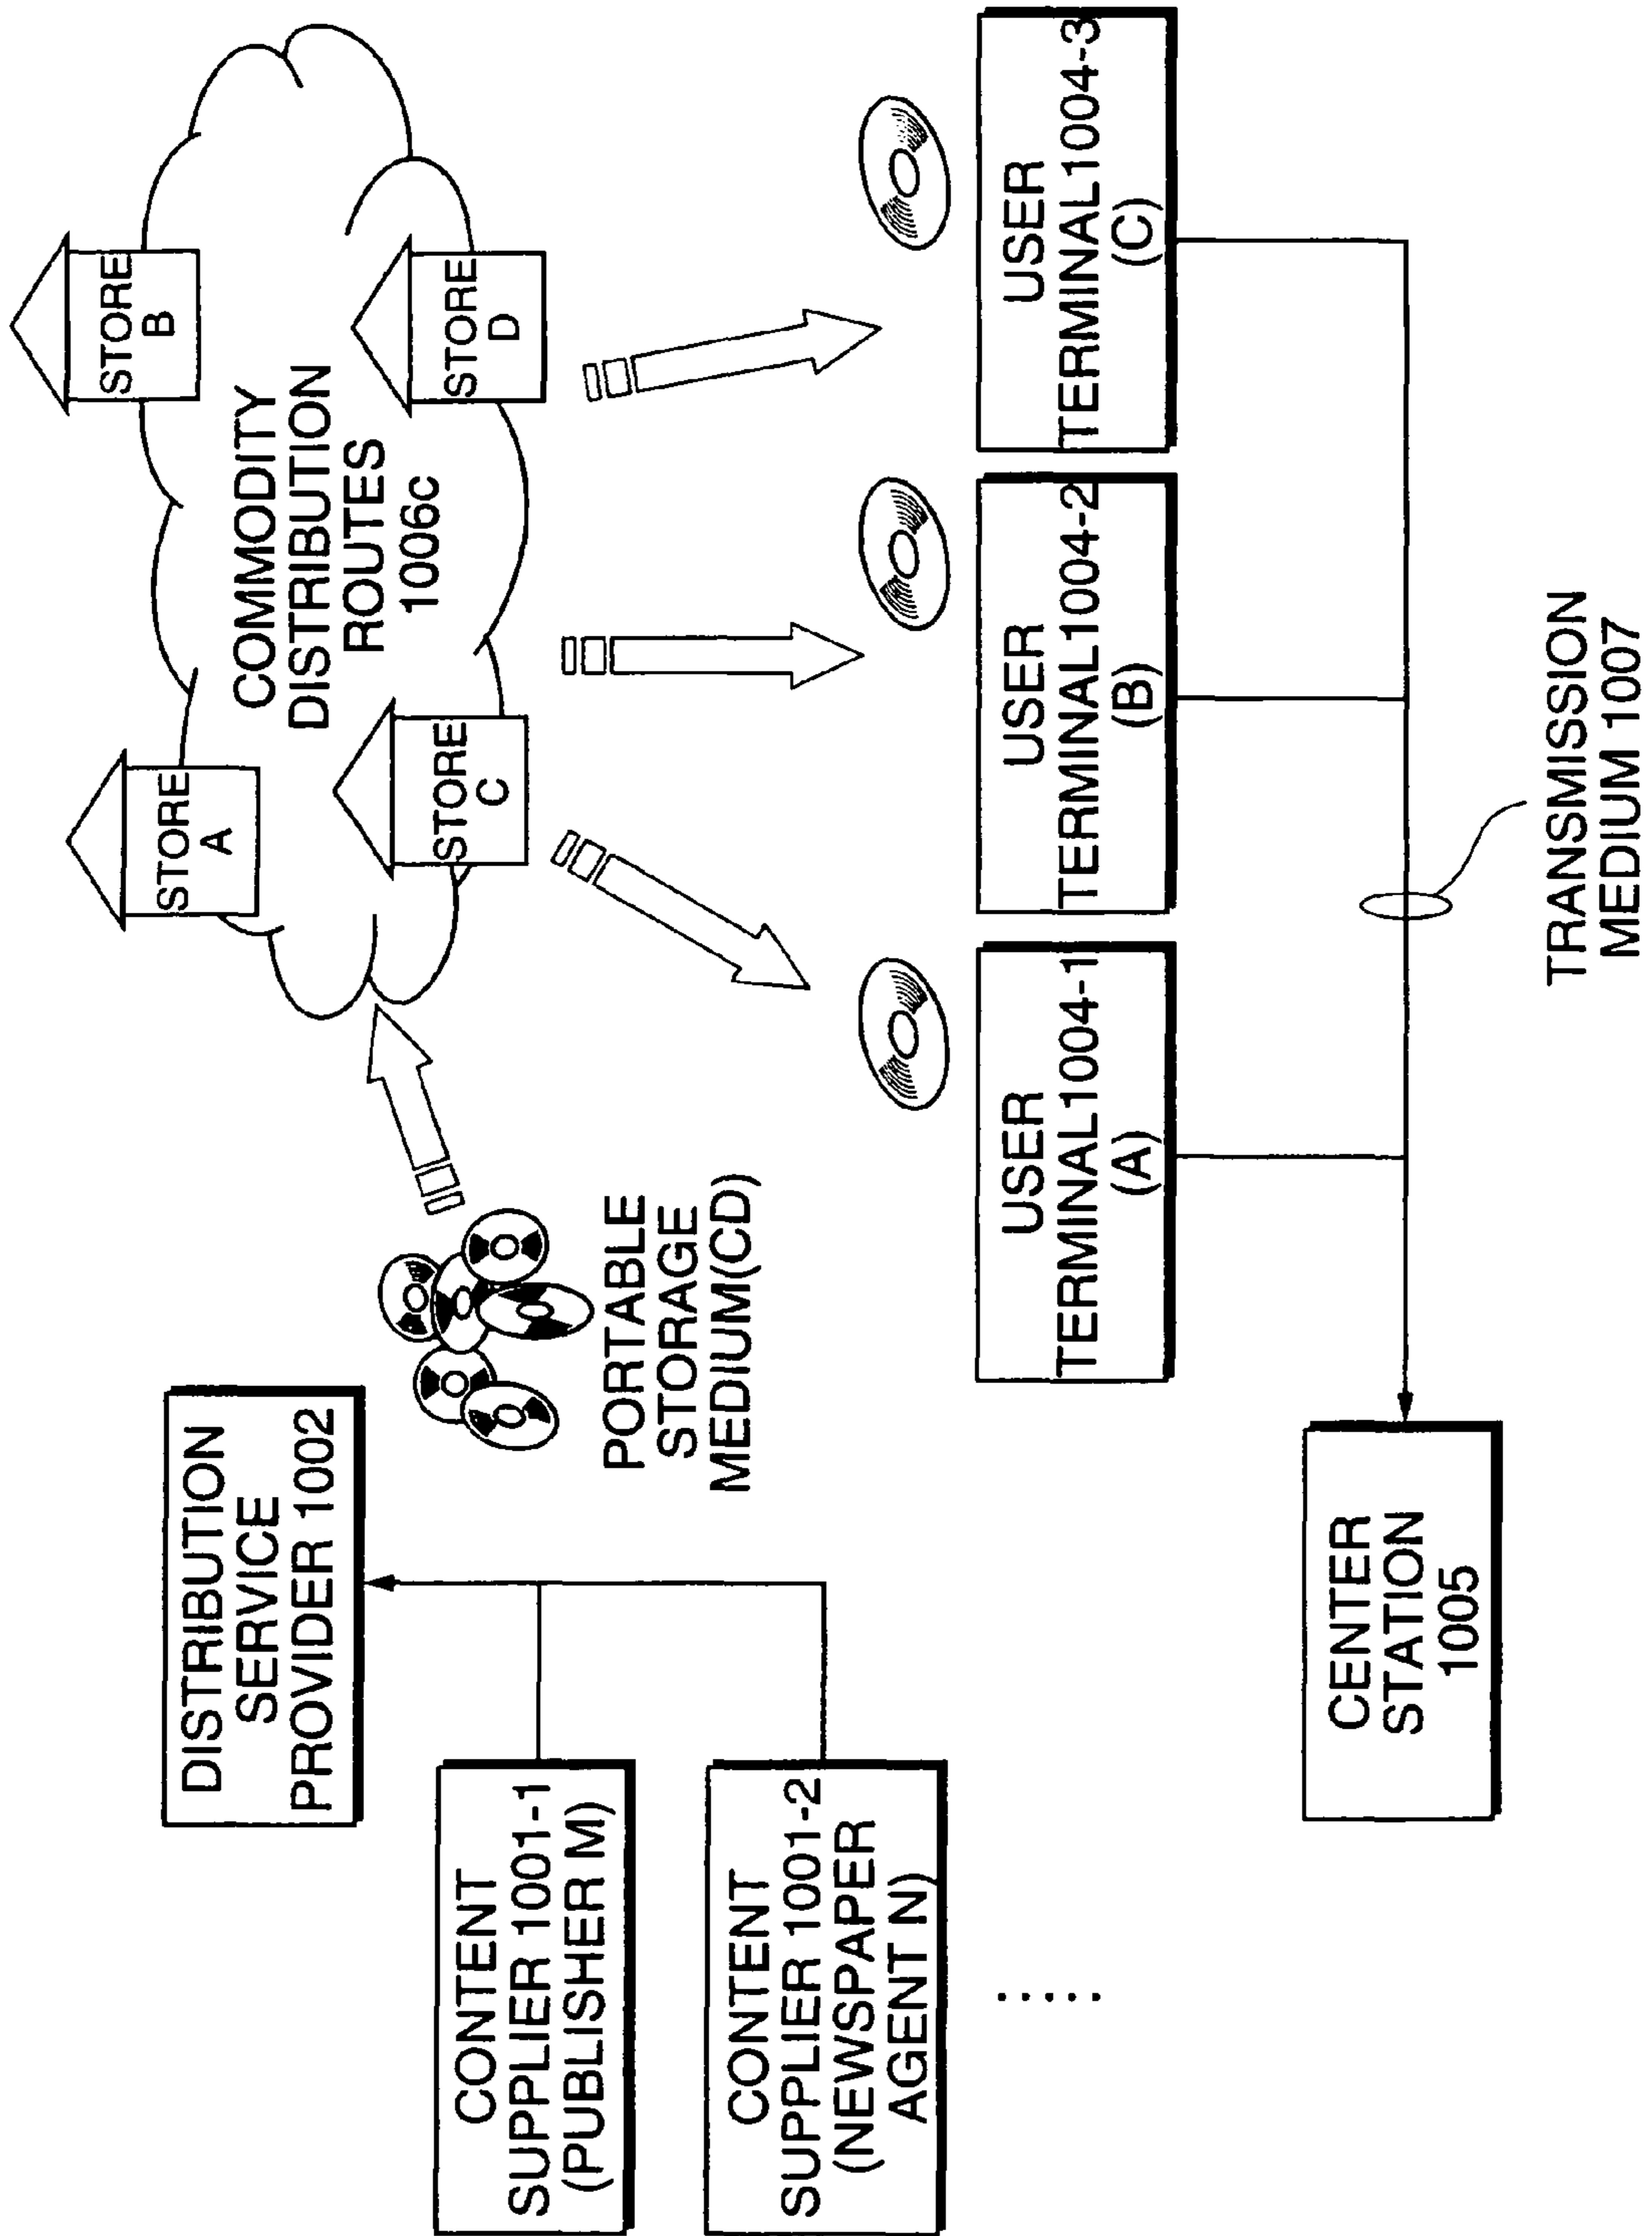 DISTRIBUTION
SERVICE
PROVIDER 1002
CONTENT
SUPPLIER 1001-1
(PUBLISHER M)
CONTENT
SUPPLIER 1001-2
(NEWSPAPER
AGENT N)
.....
PORTABLE
STORAGE
MEDIUM(CD)
STORE
A
STORE
B
COMMODITY
DISTRIBUTION
ROUTES
1006c
STORE
C
STORE
D
USER
TERMINAL1004-1
(A)
USER
TERMINAL1004-2
(B)
USER
TERMINAL1004-3
(C)
CENTER
STATION
1005
TRANSMISSION
MEDIUM 1007